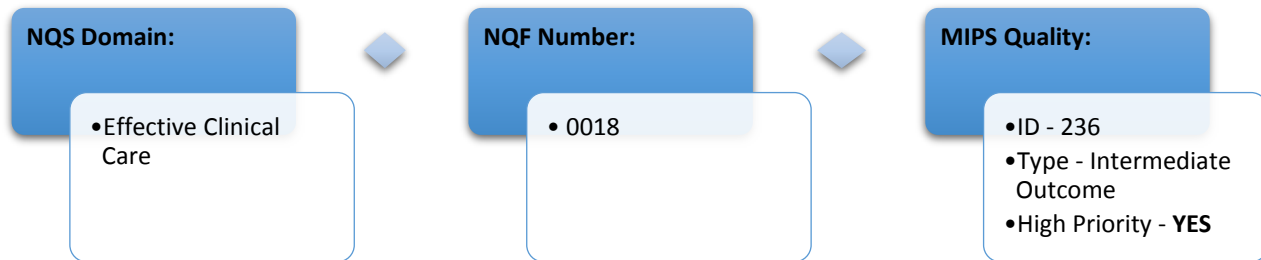 NQS Domain:
•Effective Clinical
Care
NQF Number:
• 0018
MIPS Quality:
•ID - 236
•Type - Intermediate
Outcome
•High Priority - YES